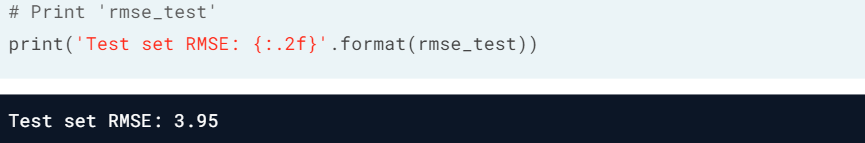 # Print 'rmse_test'
print('Test set RMSE: {:.2f}'.format(rmse_test))
Test set RMSE: 3.95